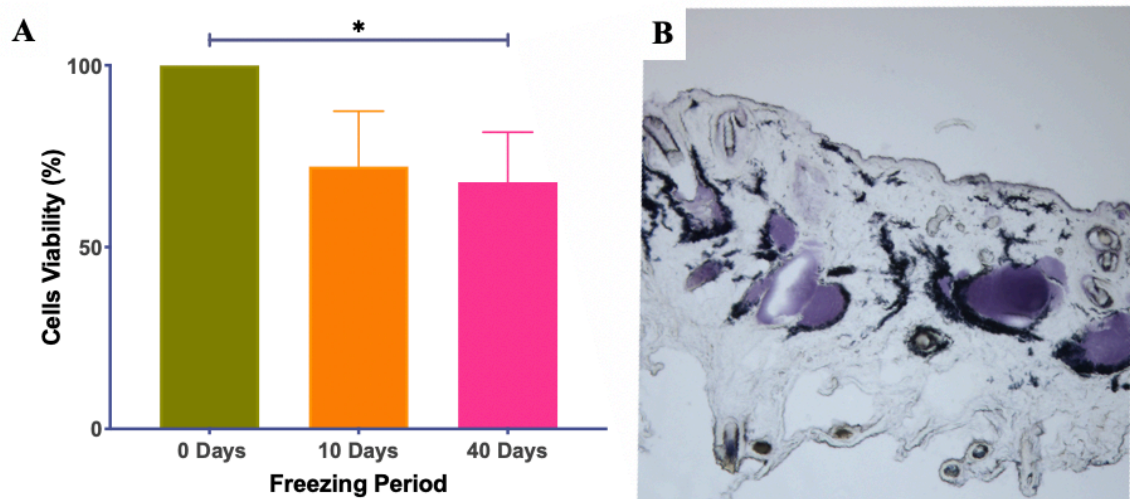 A
B
*
100
50
0
Cells Viability (%)
0 Days
10 Days
40 Days
Freezing Period